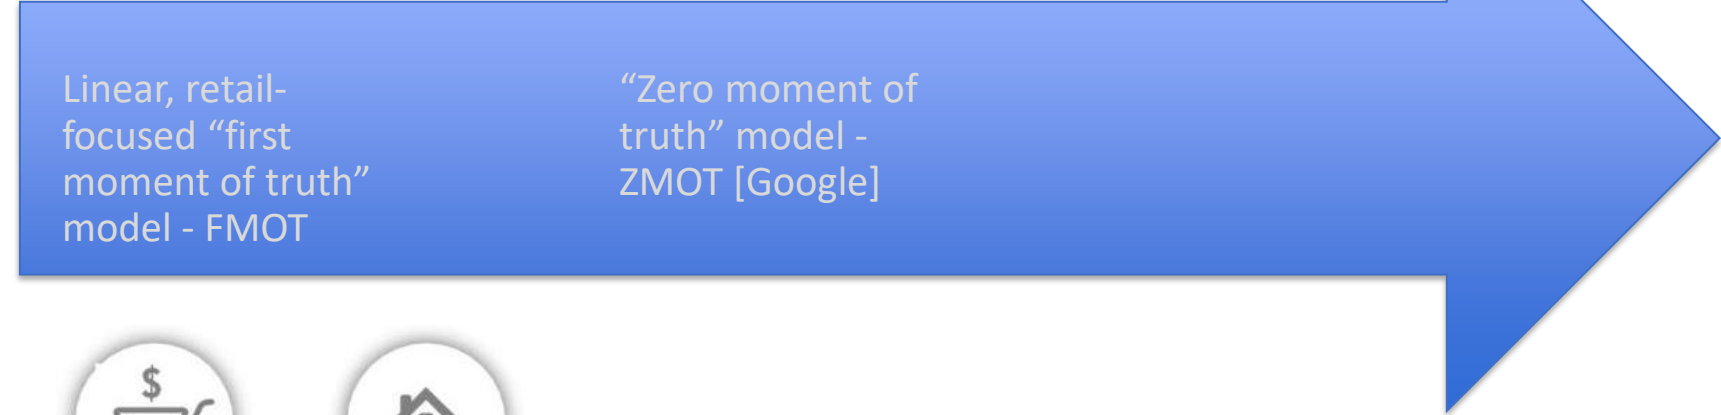 Linear, retail-
focused “first
moment of truth”
model - FMOT
“Zero moment of
truth” model -
ZMOT [Google]
$